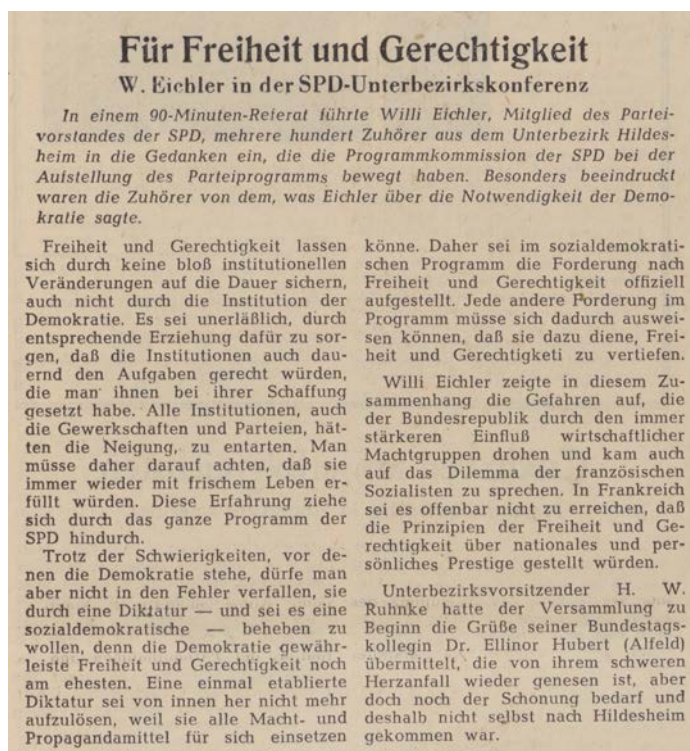 Für Freiheit und Gerechtigkeit
W. Eichler in der SPD-Unterbezirkskonferenz
In einem 90-Minuten-Referat führte Willi Eichler, Mitglied des Partei-
vorstandes der SPD, mehrere hundert Zuhörer aus dem Unterbezirk Hildes-
heim in die Gedanken ein, die die Programmkommission der SPD bei der
Aufstellung des Parteiprogramms bewegt haben. Besonders beeindruckt
waren die Zuhörer von dem, was Eichler über die Notwendigkeit der Demo-
kratie sagte.
Freiheit und Gerechtigkeit lassen
sich durch keine bloß institutionellen
Veränderungen auf die Dauer sichern,
auch nicht durch die Institution der
Demokratie. Es sei unerläßlich, durch
entsprechende Erziehung dafür zu sor-
gen, daß die Institutionen auch dau-
ernd den Aufgaben gerecht würden,
die man ihnen bei ihrer Schaffung
gesetzt habe. Alle Institutionen, auch
die Gewerkschaften und Parteien, hät-
ten die Neigung, zu entarten. Man
müsse daher darauf achten, daß sie
immer wieder mit frischem Leben er-
füllt würden. Diese Erfahrung ziehe
sich durch das ganze Programm der
SPD hindurch.
Trotz der Schwierigkeiten, vor de-
nen die Demokratie stehe, dürfe man
aber nicht in den Fehler verfallen, sie
durch eine Diktatur — und sei es eine
sozialdemokratische — beheben zu
wollen, denn die Demokratie gewähr-
leiste Freiheit und Gerechtigkeit noch
am ehesten. Eine einmal etablierte
Diktatur sei von innen her nicht mehr
aufzulösen, weil sie alle Macht- und
Propagandamittel für sich einsetzen
könne. Daher sei im sozialdemokrati-
schen Programm die Forderung nach
Freiheit und Gerechtigkeit offiziell
aufgestellt. Jede andere Forderung im
Programm müsse sich dadurch auswei-
sen können, daß sie dazu diene, Frei-
heit und Gerechtigketi zu vertiefen.
Willi Eichler zeigte in diesem Zu-
sammenhang die Gefahren auf, die
der Bundesrepublik durch den immer
stärkeren Einfluß wirtschaftlicher
Machtgruppen drohen und kam auch
auf das Dilemma der französischen
Sozialisten zu sprechen. In Frankreich
sei es offenbar nicht zu erreichen, daß
die Prinzipien der Freiheit und Ge-
rechtigkeit über nationales und per-
sönliches Prestige gestellt würden.
Unterbezirksvorsitzender H. W.
Ruhnke hatte der Versammlung zu
Beginn die Grüße seiner Bundestags-
kollegin Dr. Ellinor Hubert (Alfeld)
übermittelt, die von ihrem schweren
Herzanfall wieder genesen ist, aber
doch noch der Schonung bedarf und
deshalb nicht selbst nach Hildesheim
gekommen war.